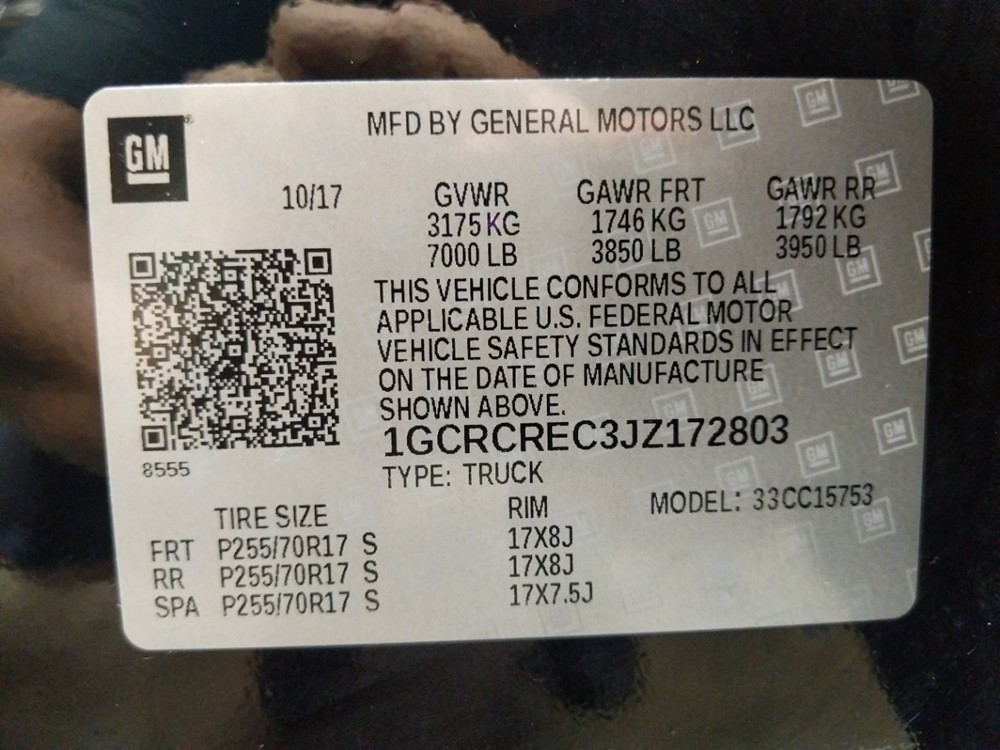 GM®
MFD BY GENERAL MOTORS LLC
10/17
GVWR GAWR FRT GAWR RR
3175 KG 1746 KG 1792 KG
7000 LB 3850 LB 3950 LB
THIS VEHICLE CONFORMS TO ALL
APPLICABLE U.S. FEDERAL MOTOR
VEHICLE SAFETY STANDARDS IN EFFECT
ON THE DATE OF MANUFACTURE
SHOWN ABOVE.
1GCRCREC3JZ172803
8555
TYPE: TRUCK
MODEL: 33CC15753
TIRE SIZE RIM
FRT P255/70R17 S 17X8J
RR P255/70R17 S 17X8J
SPA P255/70R17 S 17X7.5J